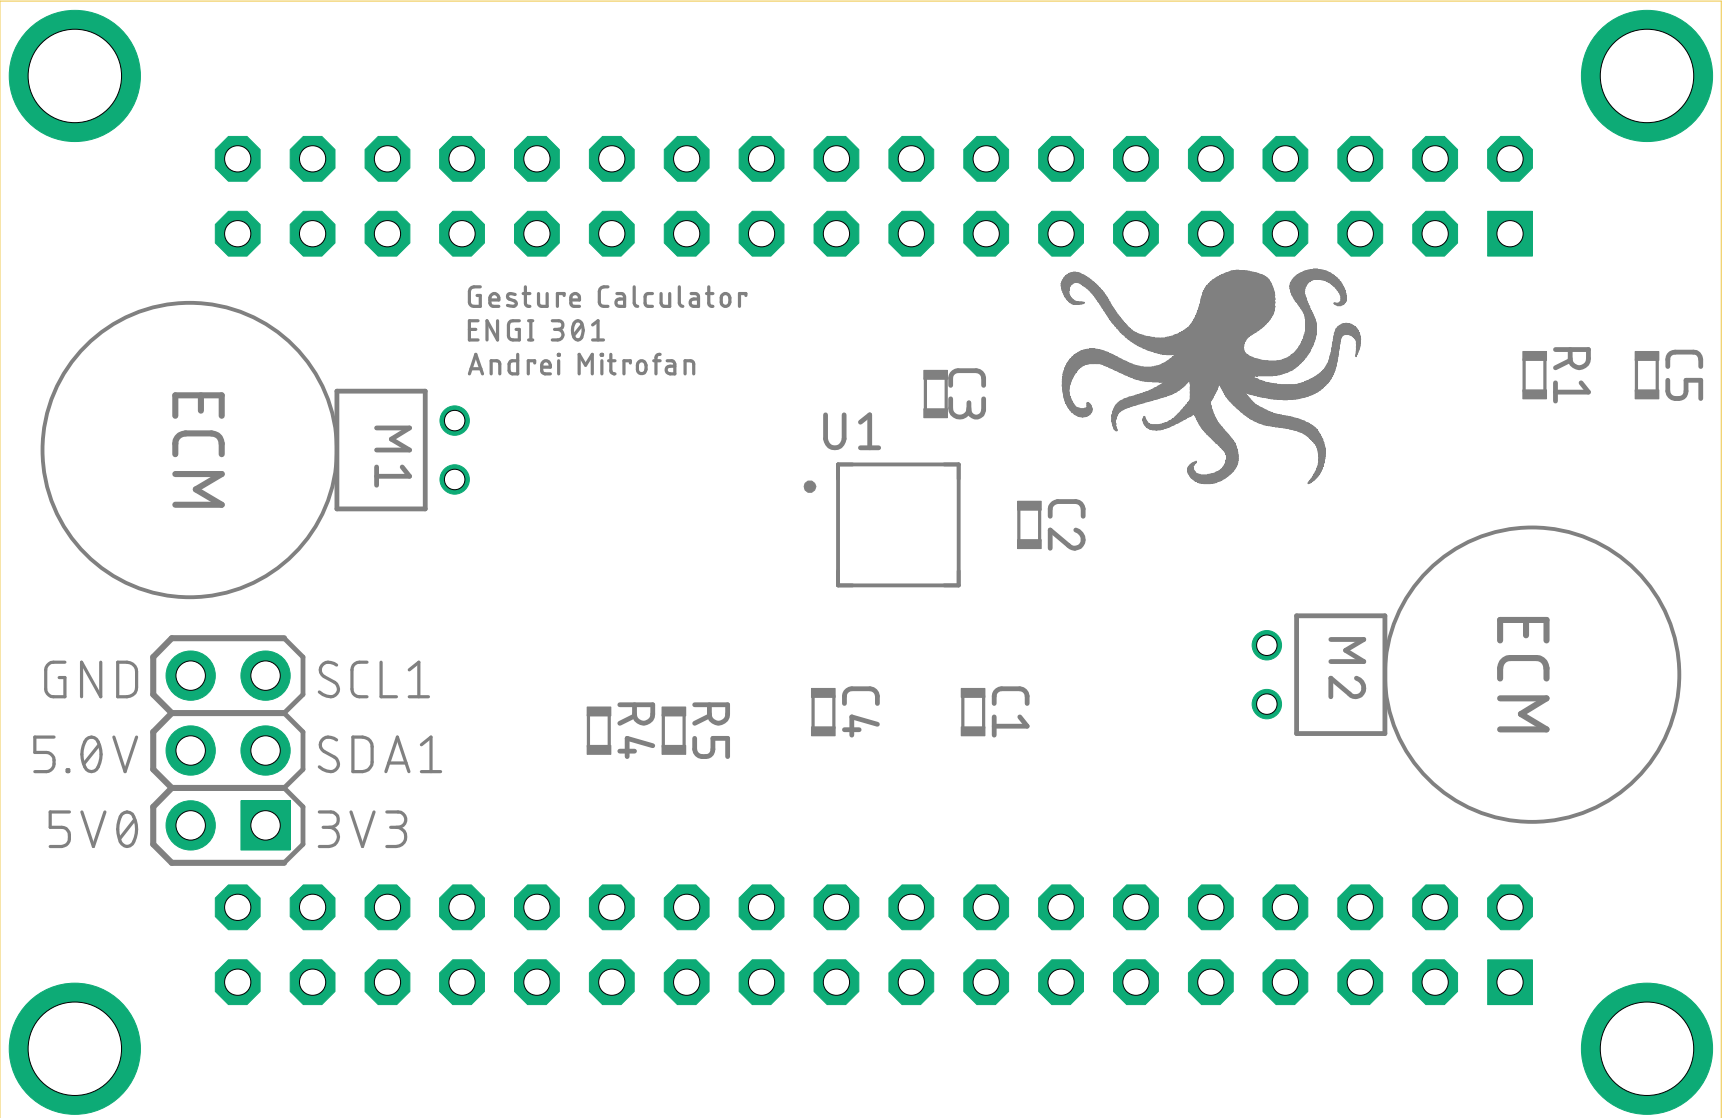 Gesture Calculator
ENGI 301
Andrei Mitrofan
R1
C5
C3
ECM
M1
U1
C2
ECM
M2
GND
SCL1
R4
R5
C4
C1
5.0V
SDA1
5V0
3V3